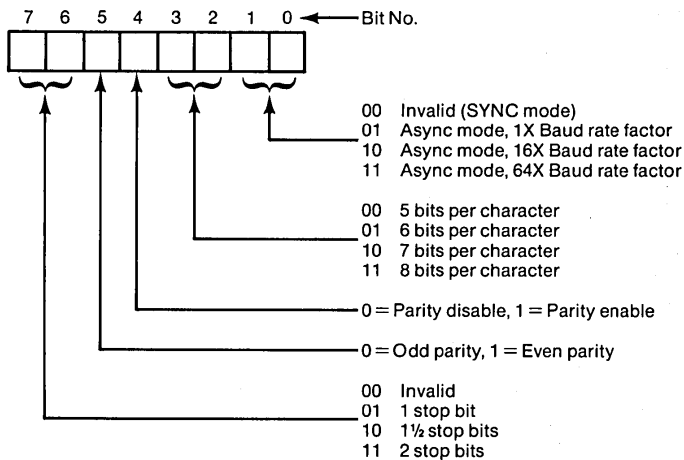 7 6 5 4 3 2 1 0 Bit No.
00 Invalid (SYNC mode)
01 Async mode, 1X Baud rate factor
10 Async mode, 16X Baud rate factor
11 Async mode, 64X Baud rate factor
00 5 bits per character
01 6 bits per character
10 7 bits per character
11 8 bits per character
0 = Parity disable, 1 = Parity enable
0 = Odd parity, 1 = Even parity
00 Invalid
01 1 stop bit
10 1½ stop bits
11 2 stop bits